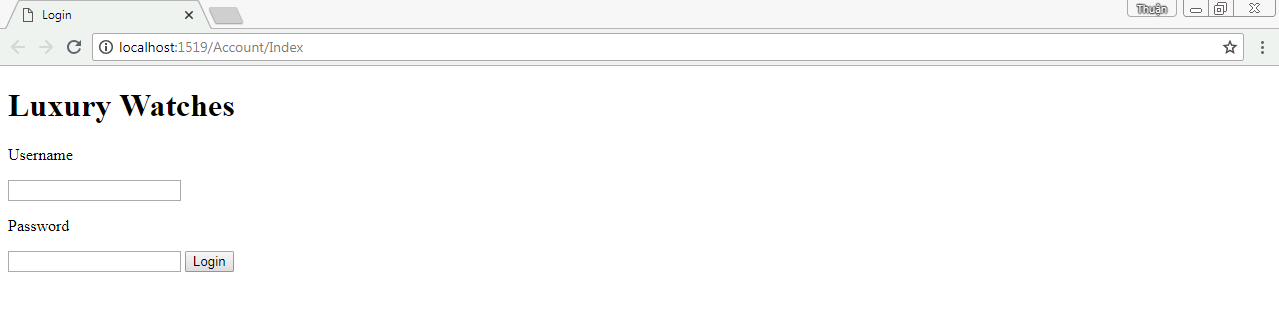 Login
Thuận
localhost:1519/Account/Index
Luxury Watches
Username
Password
Login